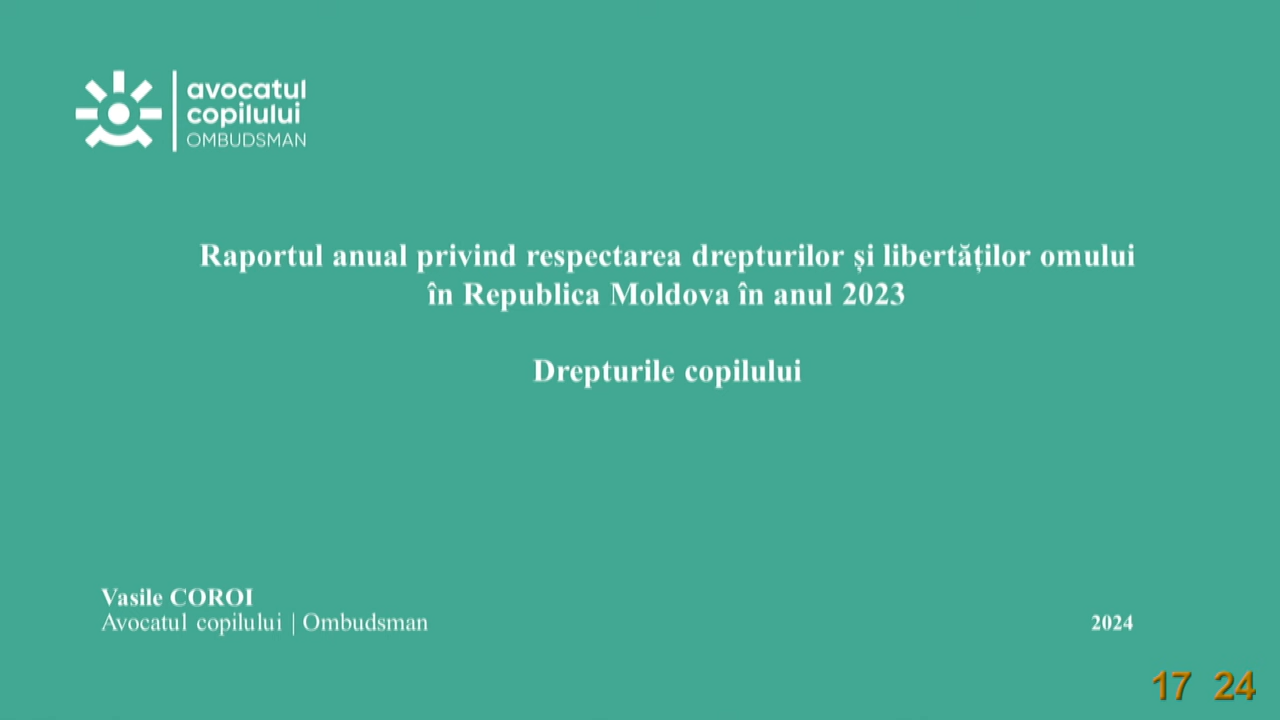 avocatul
copilului
OMBUDSMAN
Raportul anual privind respectarea drepturilor și libertăților omului
în Republica Moldova în anul 2023
Drepturile copilului
Vasile COROI
Avocatul copilului | Ombudsman
2024
17 24